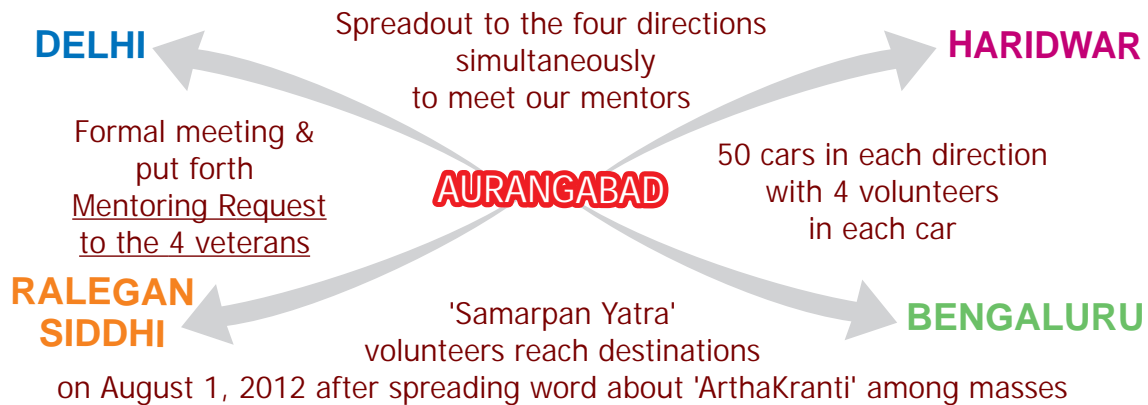 DELHI
Spreadout to the four directions
simultaneously
to meet our mentors
HARIDWAR
Formal meeting &
put forth
Mentoring Request
to the 4 veterans
AURANGABAD
50 cars in each direction
with 4 volunteers
in each car
RALEGAN
SIDDHI
BENGALURU
'Samarpan Yatra'
volunteers reach destinations
on August 1, 2012 after spreading word about 'ArthaKranti' among masses